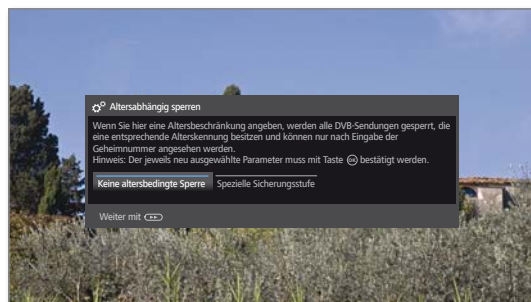 Altersabhängig sperren
Wenn Sie hier eine Altersbeschränkung angeben, werden alle DVB-Sendungen gesperrt, die
eine entsprechende Alterskennung besitzen und können nur nach Eingabe der
Geheimnummer angesehen werden.
Hinweis: Der jeweils neu ausgewählte Parameter muss mit Taste OK bestätigt werden.
Keine altersbedingte Sperre Spezielle Sicherungsstufe
Weiter mit